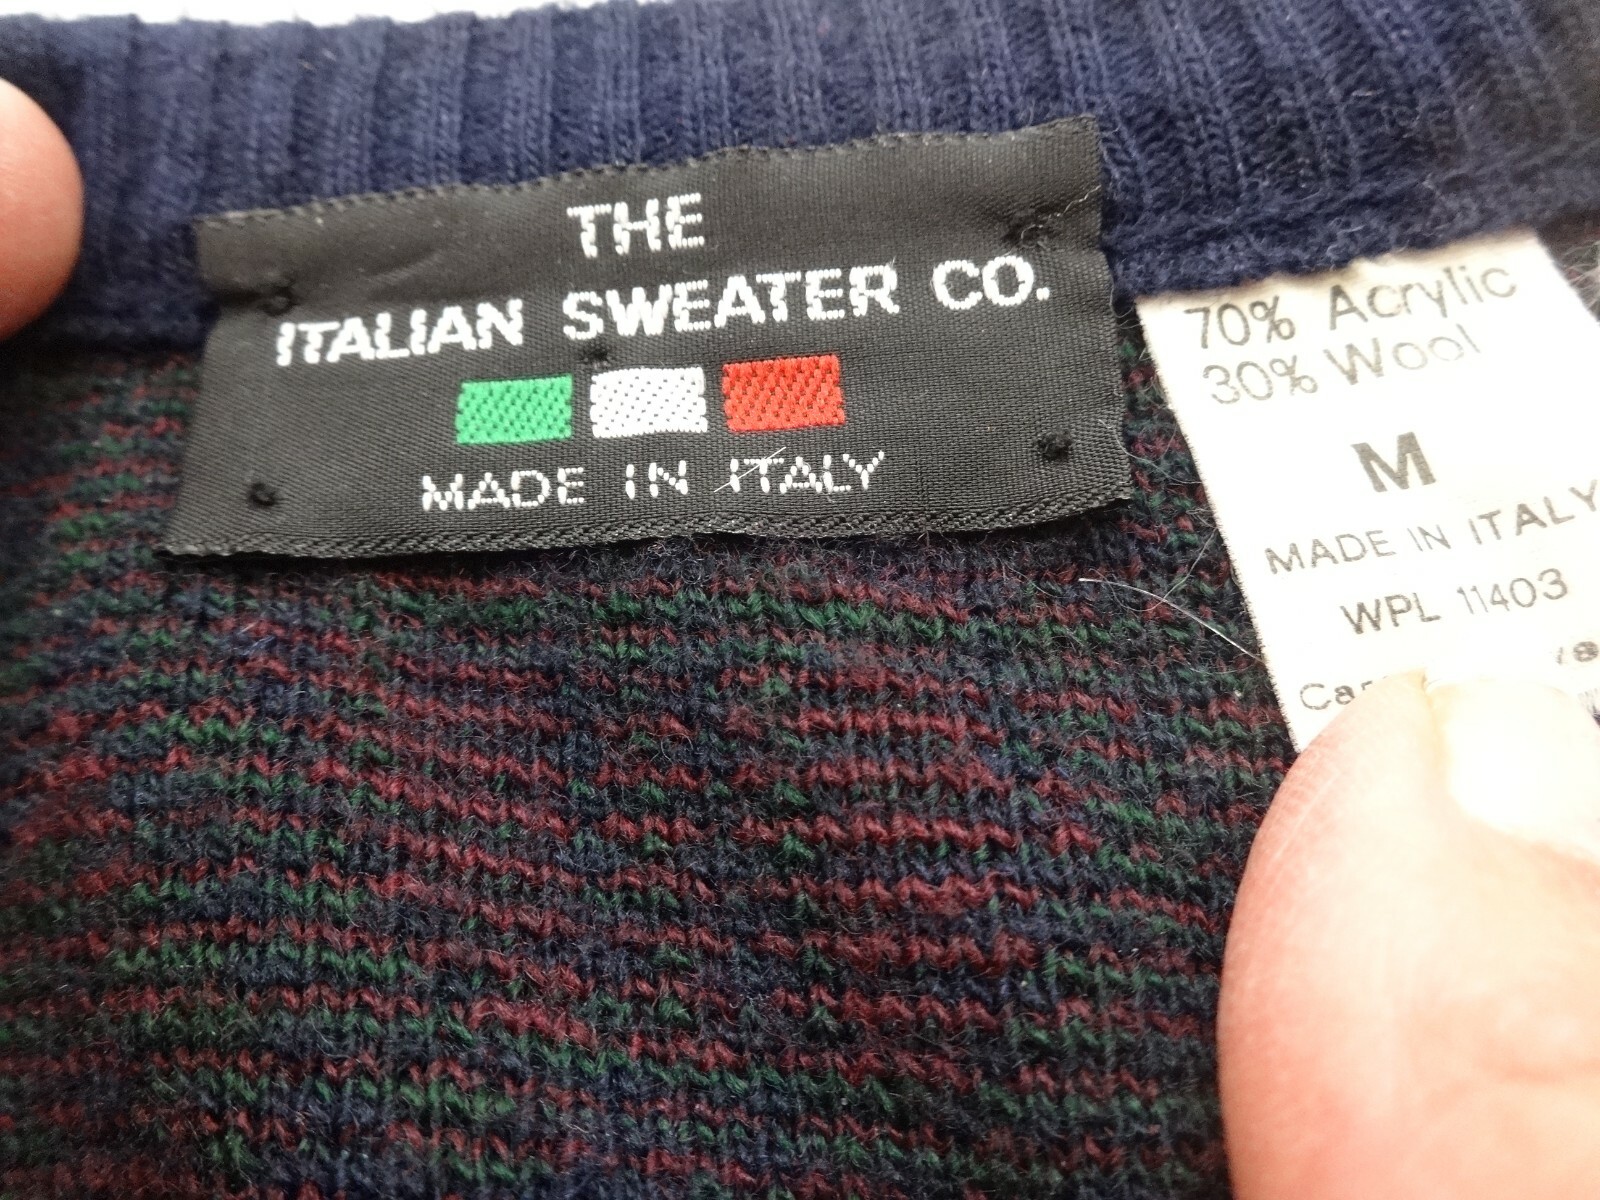 THE
ITALIAN SWEATER CO.
MADE IN ITALY
70% Acrylic
30% Wool
M
MADE IN ITALY
WPL 11403